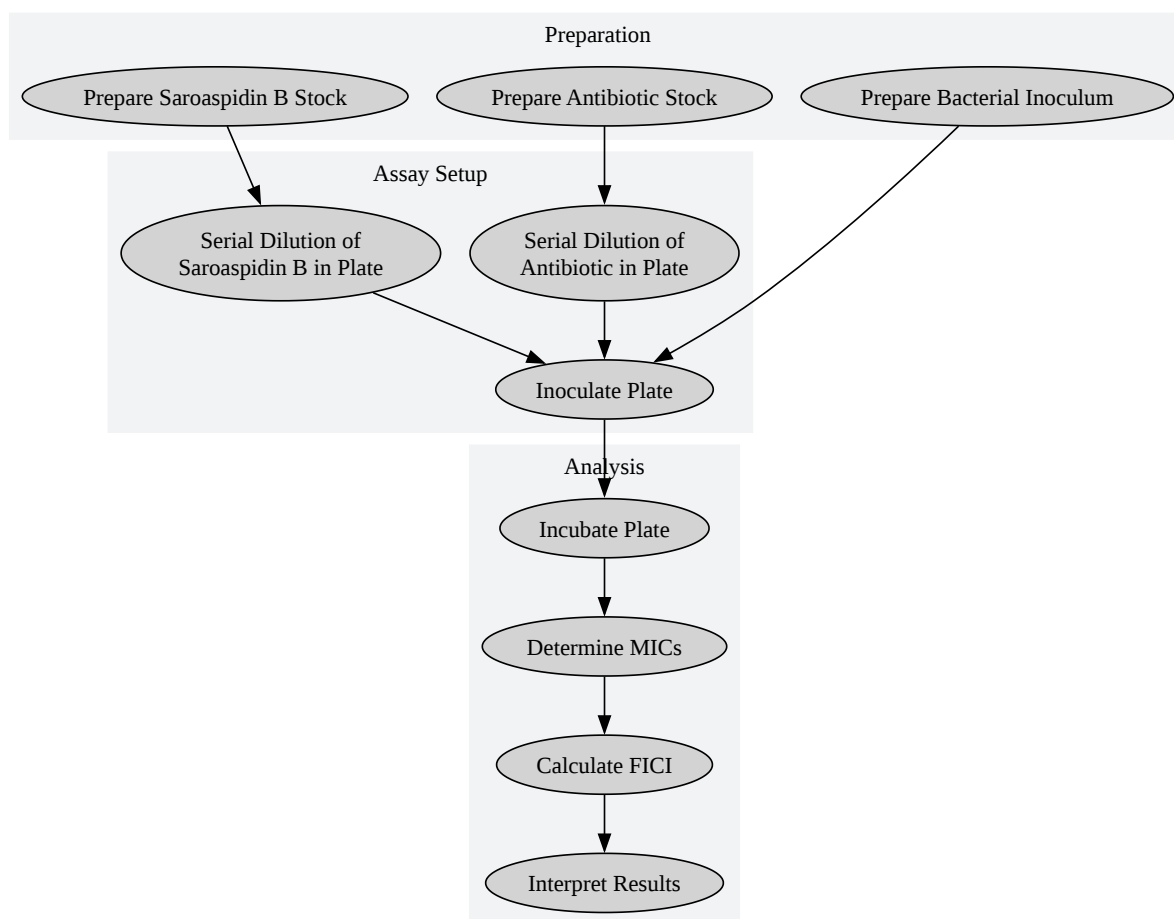 Preparation
Prepare Saroaspidin B Stock
Prepare Antibiotic Stock
Prepare Bacterial Inoculum
Assay Setup
Serial Dilution of
Saroaspidin B in Plate
Serial Dilution of
Antibiotic in Plate
Inoculate Plate
Analysis
Incubate Plate
Determine MICs
Calculate FICI
Interpret Results